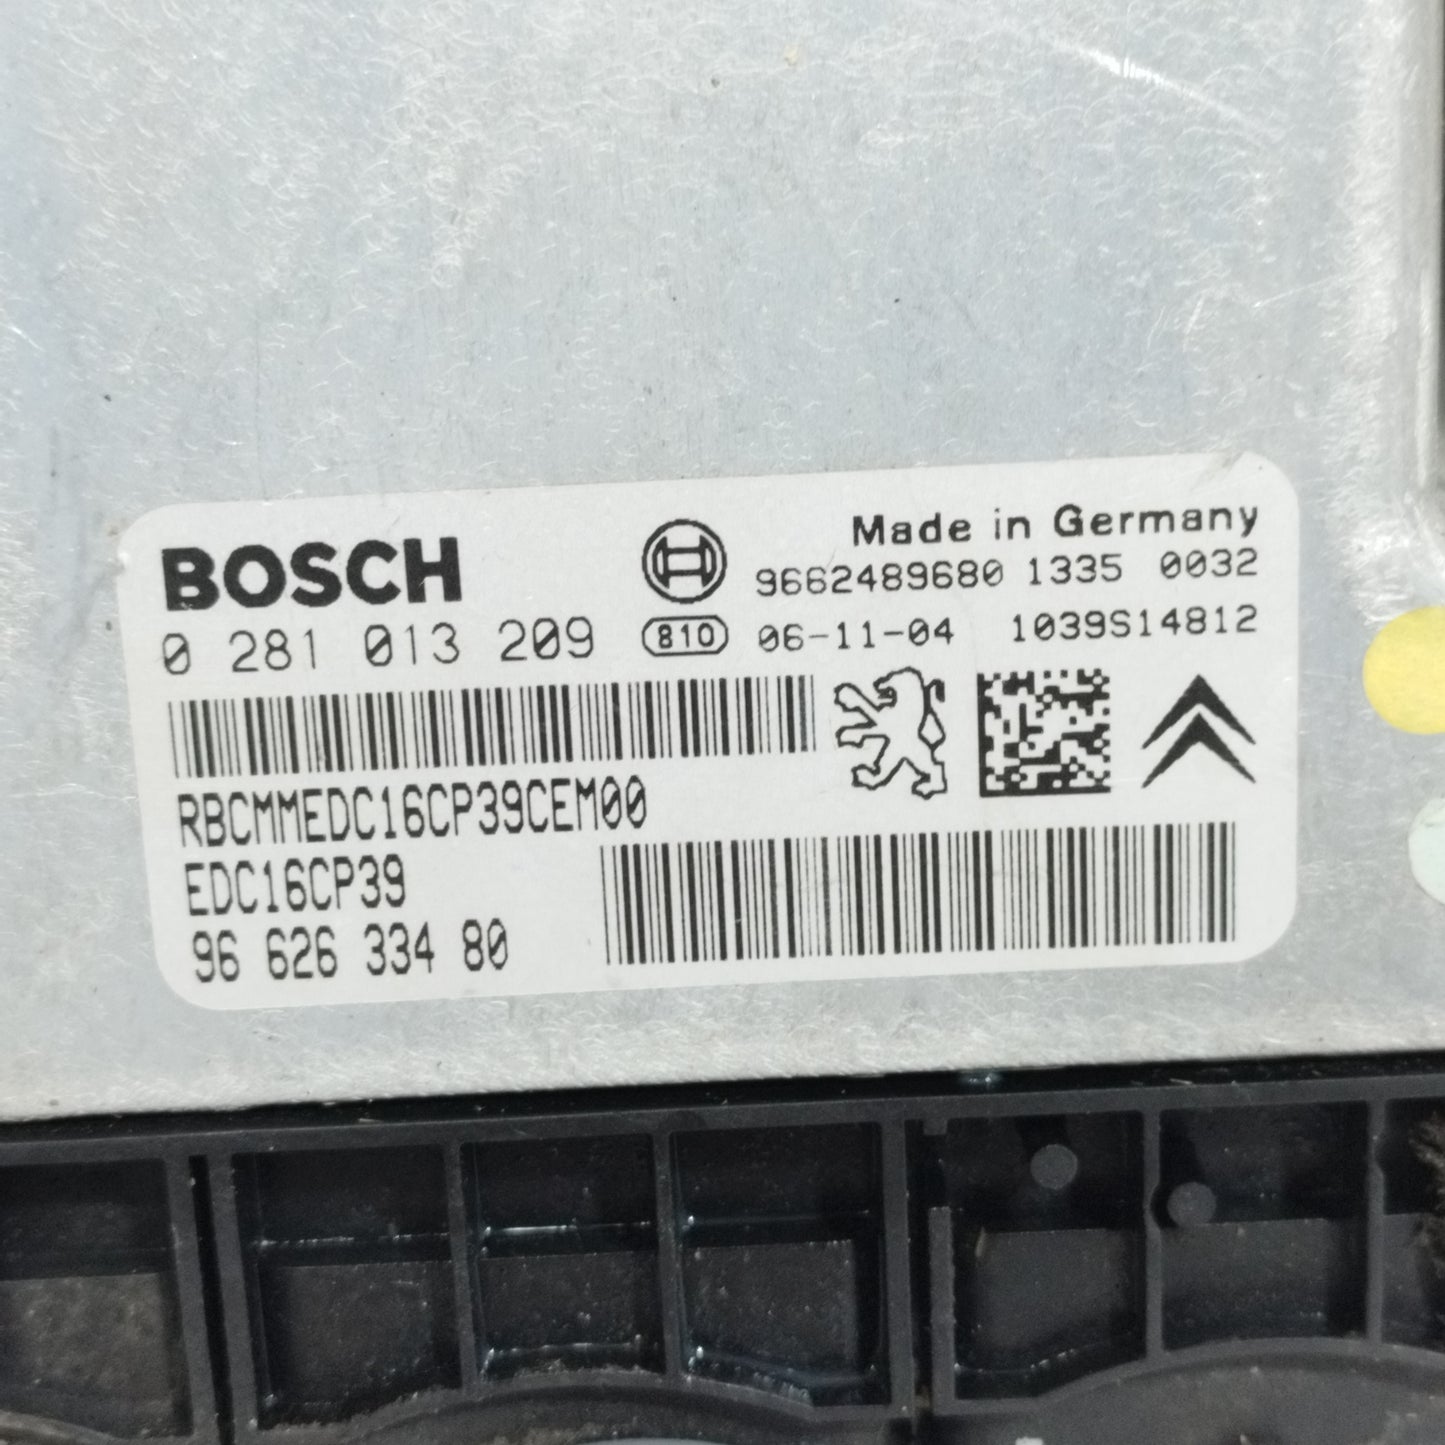 BOSCH
Made in Germany
9662489680 1335 0032
0 281 013 209 810 06-11-04 1039S14812
RBCMMEDC16CP39CEM00
EDC16CP39
96 626 334 80